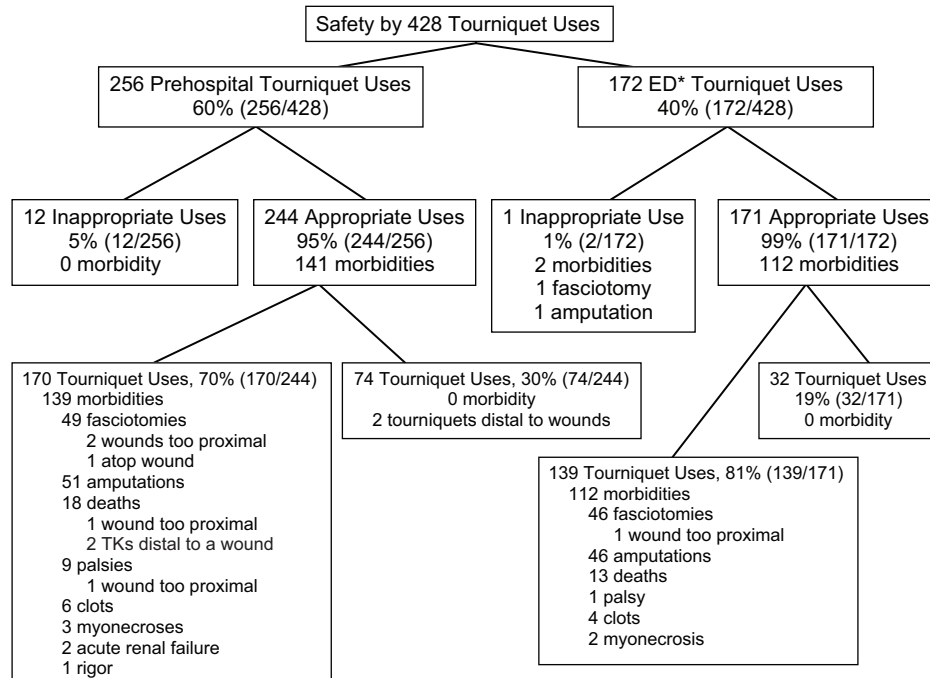 Safety by 428 Tourniquet Uses
256 Prehospital Tourniquet Uses
60% (256/428)
172 ED* Tourniquet Uses
40% (172/428)
12 Inappropriate Uses
5% (12/256)
0 morbidity
244 Appropriate Uses
95% (244/256)
141 morbidities
1 Inappropriate Use
1% (2/172)
2 morbidities
1 fasciotomy
1 amputation
171 Appropriate Uses
99% (171/172)
112 morbidities
170 Tourniquet Uses, 70% (170/244)
139 morbidities
49 fasciotomies
2 wounds too proximal
1 atop wound
51 amputations
18 deaths
1 wound too proximal
2 TKs distal to a wound
9 palsies
1 wound too proximal
6 clots
3 myonecroses
2 acute renal failure
1 rigor
74 Tourniquet Uses, 30% (74/244)
0 morbidity
2 tourniquets distal to wounds
139 Tourniquet Uses, 81% (139/171)
112 morbidities
46 fasciotomies
1 wound too proximal
46 amputations
13 deaths
1 palsy
4 clots
2 myonecrosis
32 Tourniquet Uses
19% (32/171)
0 morbidity